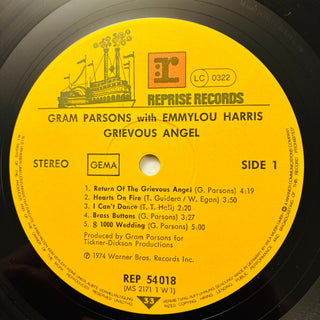 r
REPRISE RECORDS
LC 0322
GRAM PARSONS with EMMYLOU HARRIS
GRIEVOUS ANGEL
STEREO
GEMA
SIDE 1
1. Return Of The Grievous Angel (G. Parsons) 4:19
2. Hearts On Fire (T. Guidera / W. Egan) 3:50
3. I Can't Dance (T. T. Hall) 2:20
4. Brass Buttons (G. Parsons) 3:27
5. $ 1000 Wedding (G. Parsons) 5:00
Produced by Gram Parsons for
Tickner-Dickson Productions
℗ 1974 Warner Bros. Records Inc.
REP 54 018
(MS 2171 1 W 1)
33